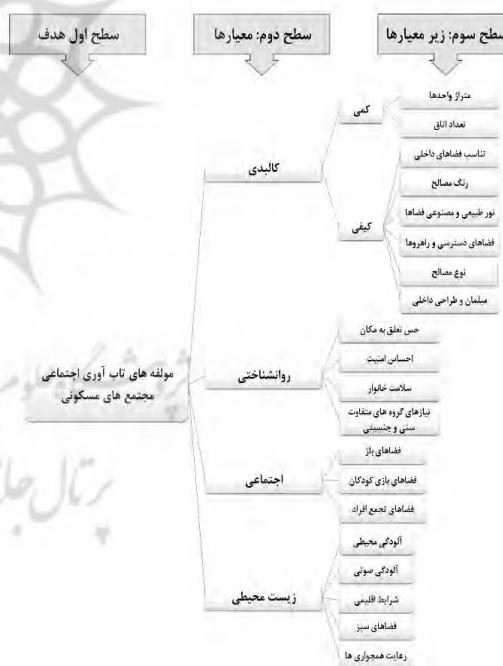 سطح اول هدف
سطح دوم: معیارها
سطح سوم: زیر معیارها
مولفه های تاب آوری اجتماعی
مجتمع های مسکونی
کالبدی
کمی
متراژ واحدها
تعداد اتاق
کیفی
تناسب فضاهای داخلی
رنگ مصالح
نور طبیعی و مصنوعی فضاها
فضاهای دسترسی و راهروها
نوع مصالح
مبلمان و طراحی داخلی
روانشناختی
حس تعلق به مکان
احساس امنیت
سلامت خانوار
نیازهای گروه های متفاوت
سنی و جنسیتی
اجتماعی
فضاهای باز
فضاهای بازی کودکان
فضاهای تجمع افراد
زیست محیطی
آلودگی محیطی
آلودگی صوتی
شرایط اقلیمی
فضاهای سبز
رعایت همجواری ها